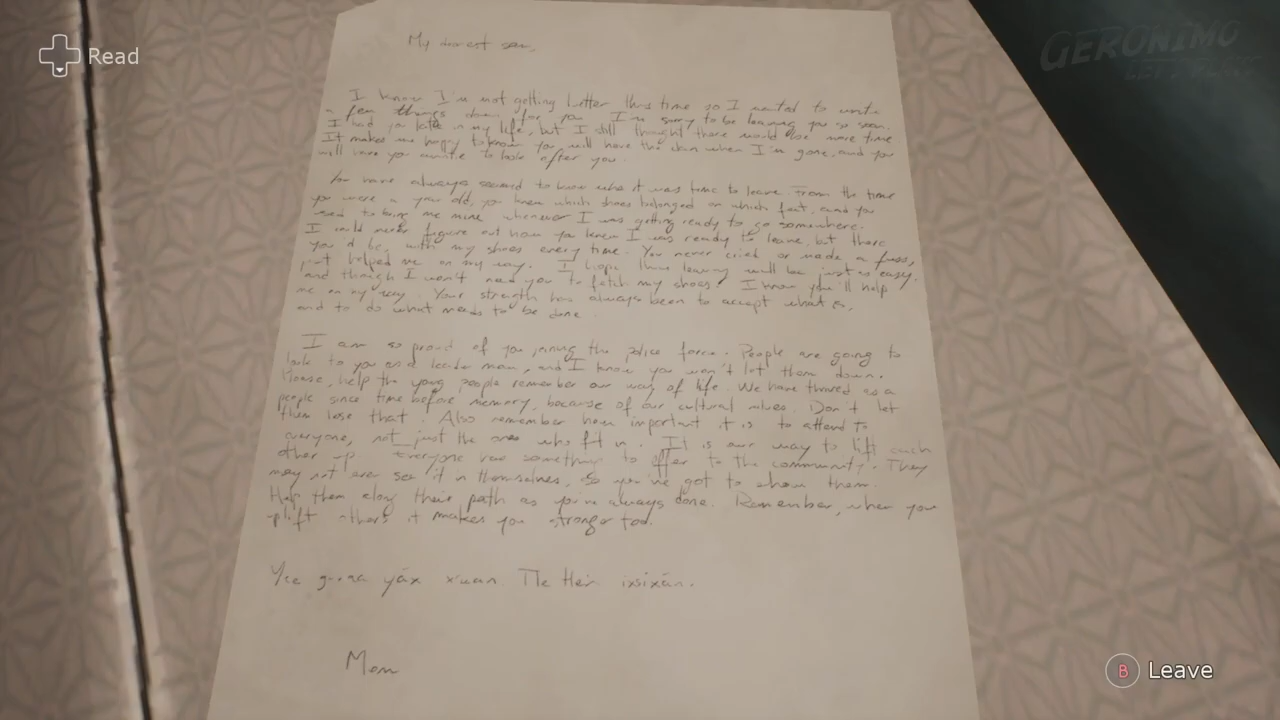 Read
GERONIMO
My dearest son,
I know I'm not getting better this time so I wanted to write
a few things down for you. I'm sorry to be leaving you so soon.
I had you late in my life, but I still thought there would be more time
It makes me happy to know you will have the clan when I'm gone, and you
will have you auntie to look after you.
You have always seemed to know when it was time to leave. From the time
you were a year old, you knew which shoes belonged on which feet, and you
used to bring me mine whenever I was getting ready to go somewhere.
I could never figure out how you knew I was ready to leave, but there
you'd be, with my shoes every time. You never cried or made a fuss,
just helped me on my way. I hope this leaving will be just as easy.
and though I won't need you to fetch my shoes I know you'll help
me on my way. Your strength has always been to accept what is,
and to do what needs to be done.
I am so proud of you joining the police force. People are going to
look to you as a leader man, and I know you won't let them down.
Please, help the young people remember our way of life. We have thrived as a
people since time before memory, because of our cultural values. Don't let
them lose that. Also remember how important it is to attend to
everyone, not just the ones who fit in. It is our way to lift each
other up. Everyone has something to offer to the community. They
may not ever see it in themselves, so you've got to show them.
Help them along their path as you've always done. Remember, when you
uplift others it makes you stronger too.
yáx x'wan. ixsixán.
Mom
B Leave